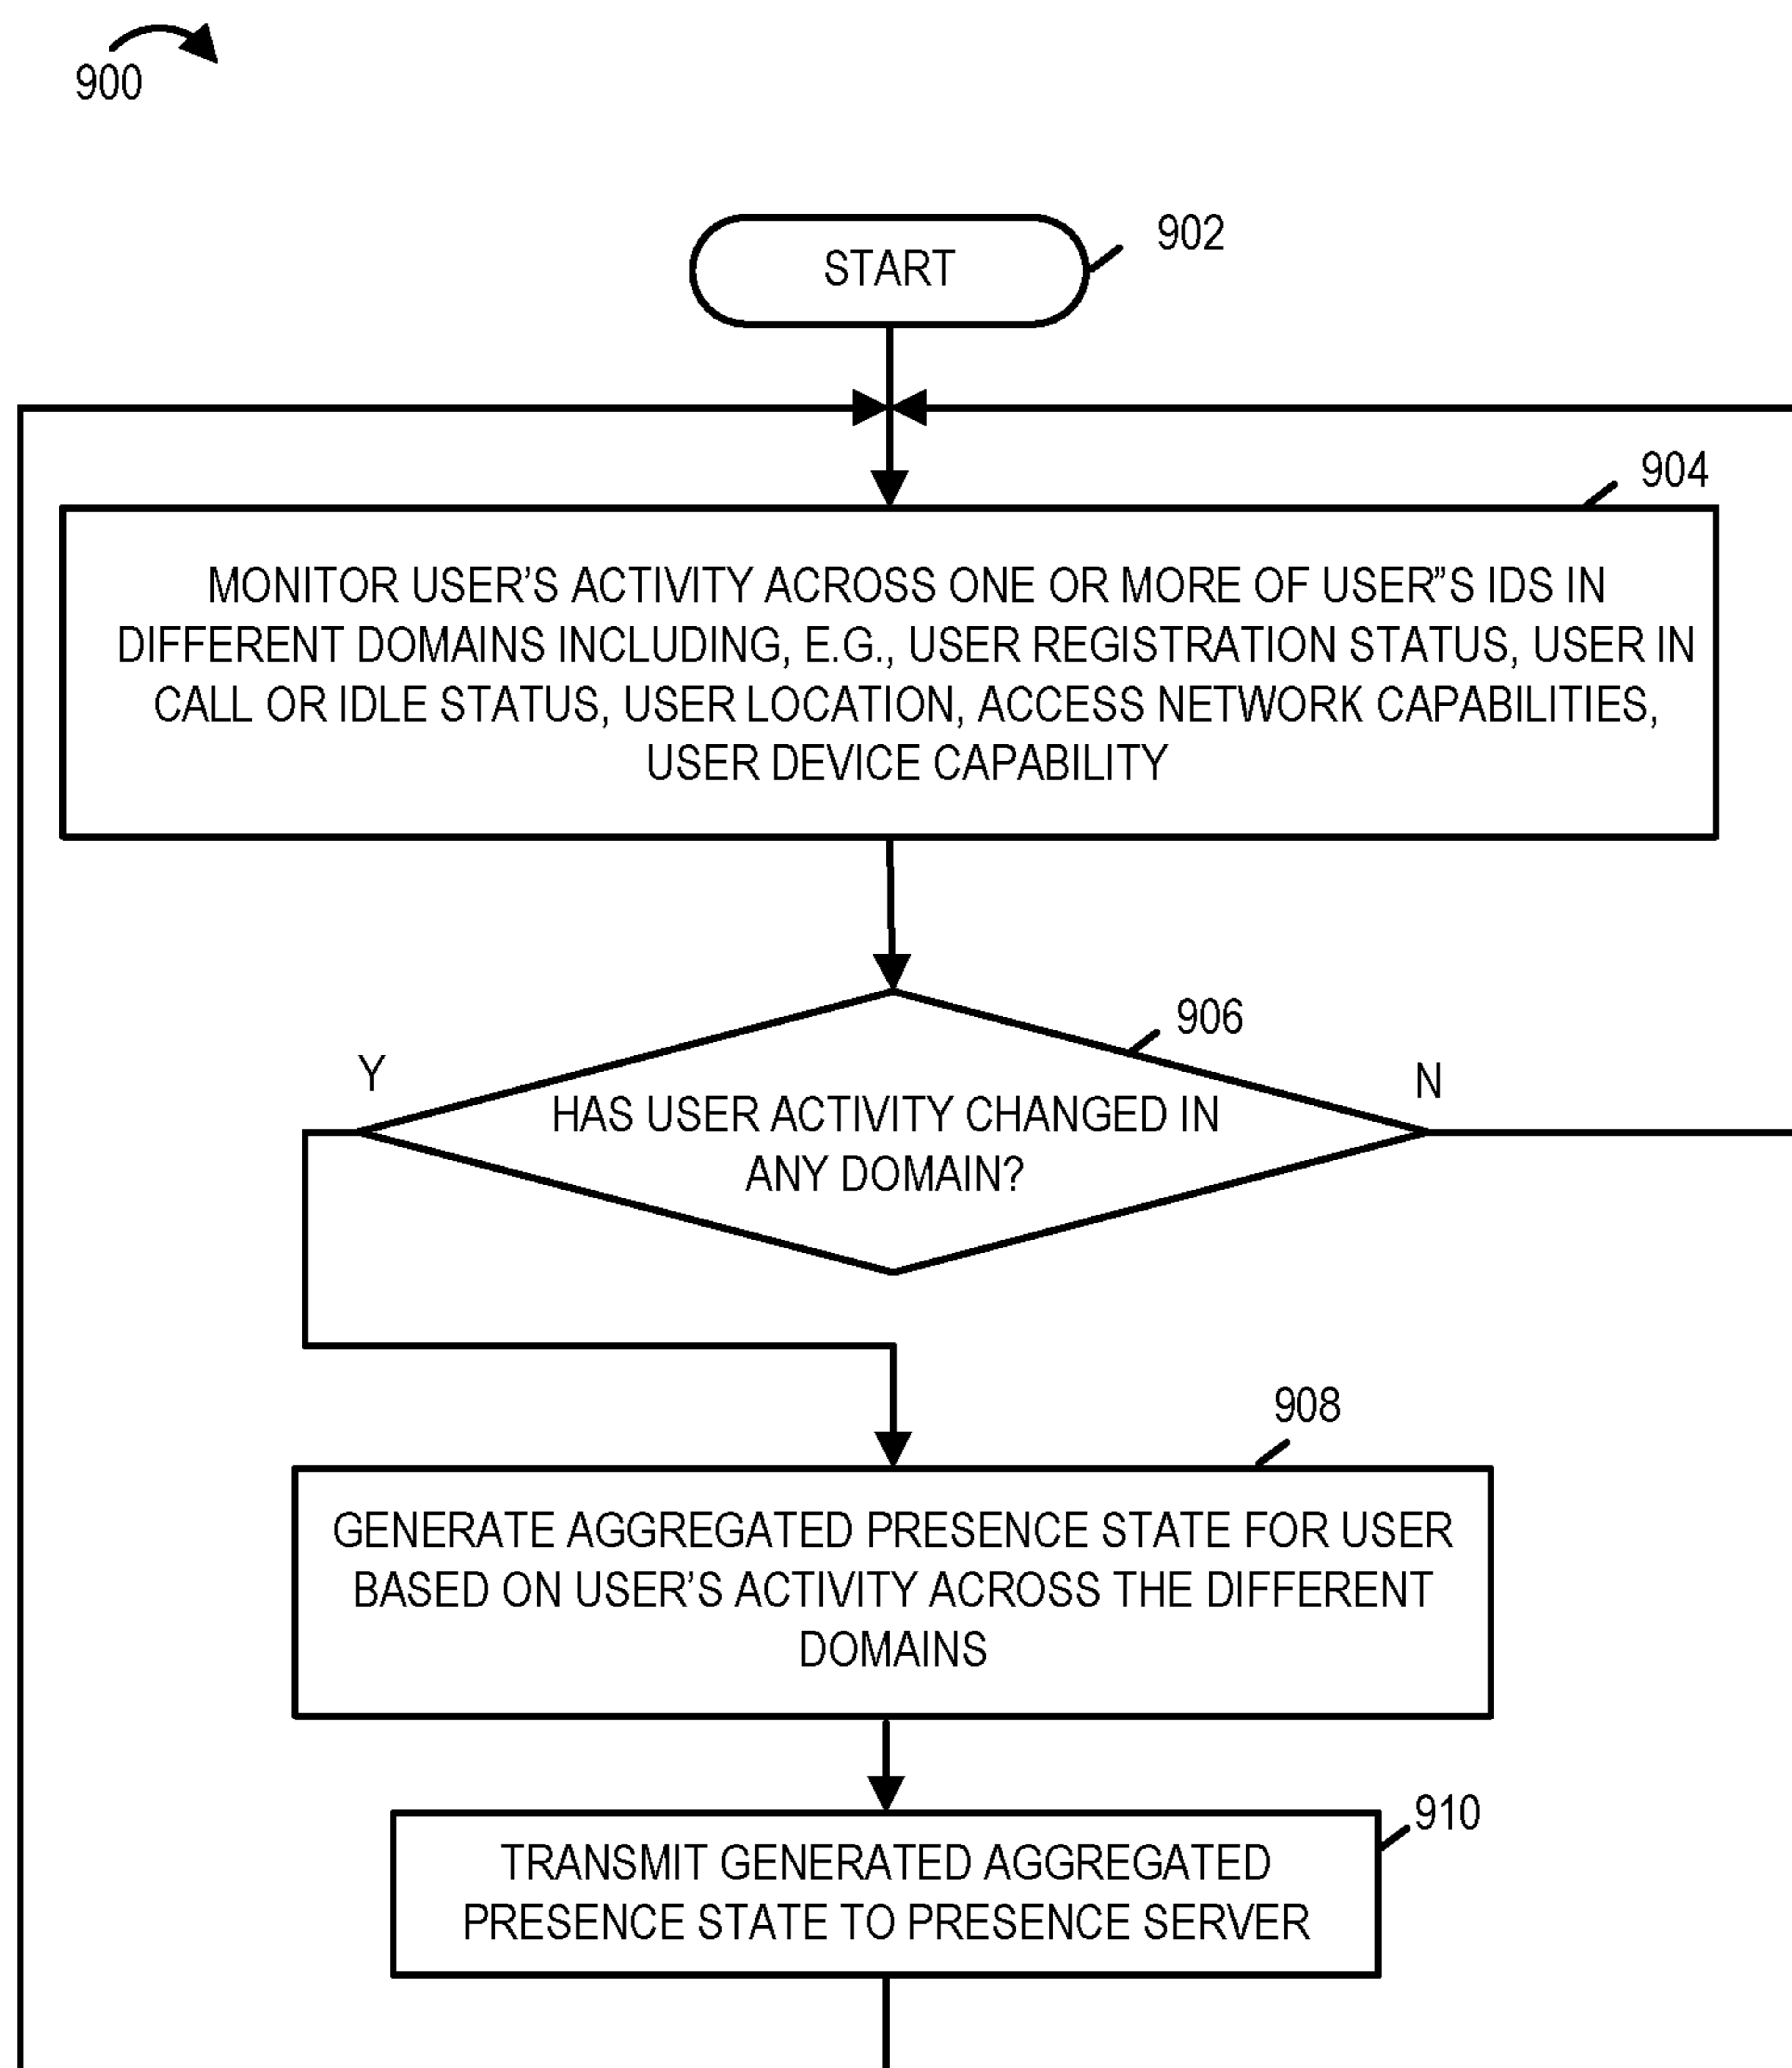 900
START
902
904
MONITOR USER’S ACTIVITY ACROSS ONE OR MORE OF USER”S IDS IN
DIFFERENT DOMAINS INCLUDING, E.G., USER REGISTRATION STATUS, USER IN
CALL OR IDLE STATUS, USER LOCATION, ACCESS NETWORK CAPABILITIES,
USER DEVICE CAPABILITY
906
Y
N
HAS USER ACTIVITY CHANGED IN
ANY DOMAIN?
908
GENERATE AGGREGATED PRESENCE STATE FOR USER
BASED ON USER’S ACTIVITY ACROSS THE DIFFERENT
DOMAINS
910
TRANSMIT GENERATED AGGREGATED
PRESENCE STATE TO PRESENCE SERVER